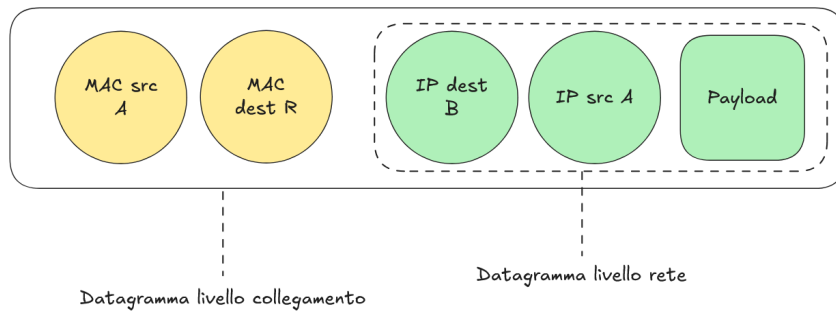 MAC src
A
MAC
dest R
IP dest
B
IP src A
Payload
Datagramma livello collegamento
Datagramma livello rete